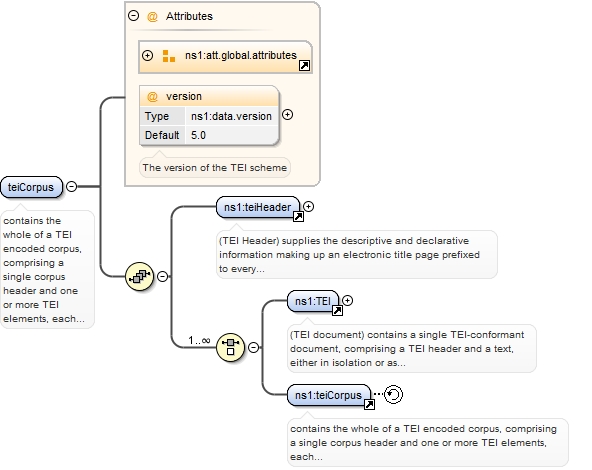 @ Attributes
ns1:att.global.attributes
@ version
Type ns1:data.version
Default 5.0
The version of the TEI scheme
teiCorpus
contains the
whole of a TEI
encoded corpus,
comprising a
single corpus
header and one
or more TEI
elements, each...
ns1:teiHeader
(TEI Header) supplies the descriptive and declarative
information making up an electronic title page prefixed
to every...
1..∞
ns1:TEI
(TEI document) contains a single TEI-conformant
document, comprising a TEI header and a text,
either in isolation or as...
ns1:teiCorpus
contains the whole of a TEI encoded corpus, comprising
a single corpus header and one or more TEI elements,
each...